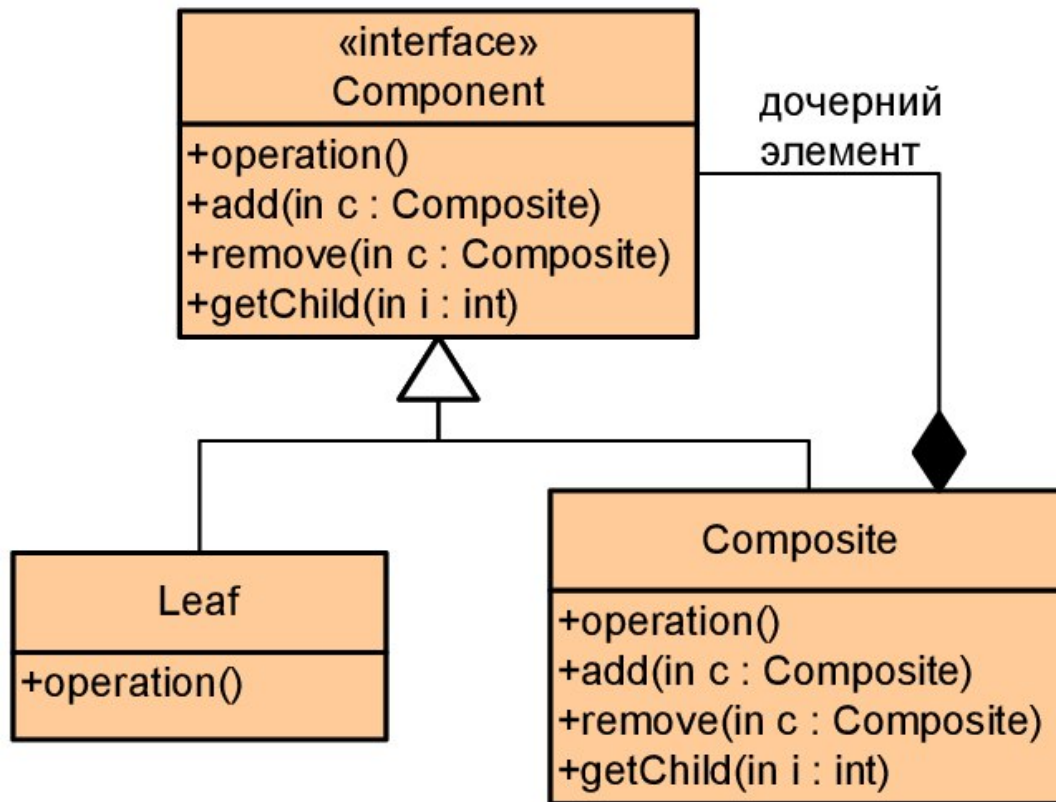 «interface»
Component
+operation()
+add(in c : Composite)
+remove(in c : Composite)
+getChild(in i : int)
дочерний
элемент
Leaf
+operation()
Composite
+operation()
+add(in c : Composite)
+remove(in c : Composite)
+getChild(in i : int)